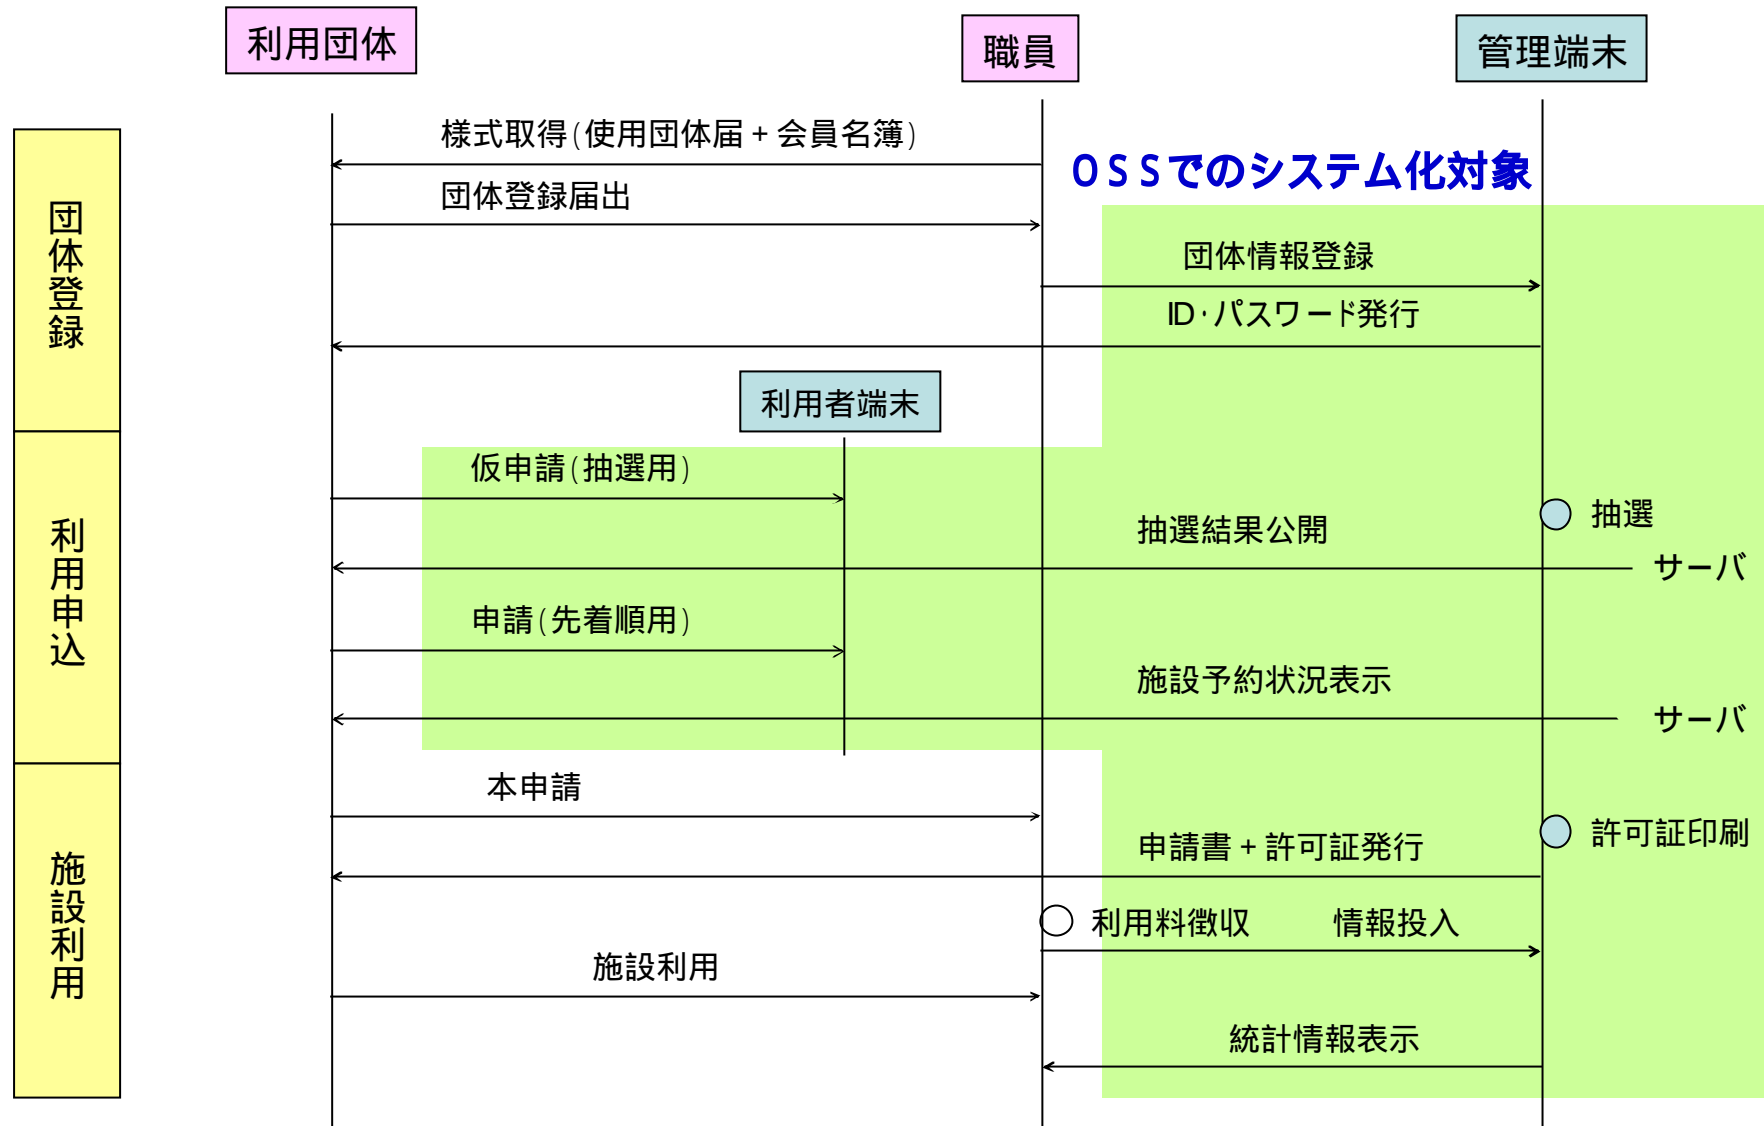 利用団体
職員
管理端末
様式取得(使用団体届+会員名簿)
OSSでのシステム化対象
団体登録届出
団体登録
団体情報登録
ID・パスワード発行
利用者端末
仮申請(抽選用)
抽選
抽選結果公開
サーバ
利用申込
申請(先着順用)
施設予約状況表示
サーバ
本申請
許可証印刷
申請書+許可証発行
施設利用
利用料徴収
情報投入
施設利用
統計情報表示